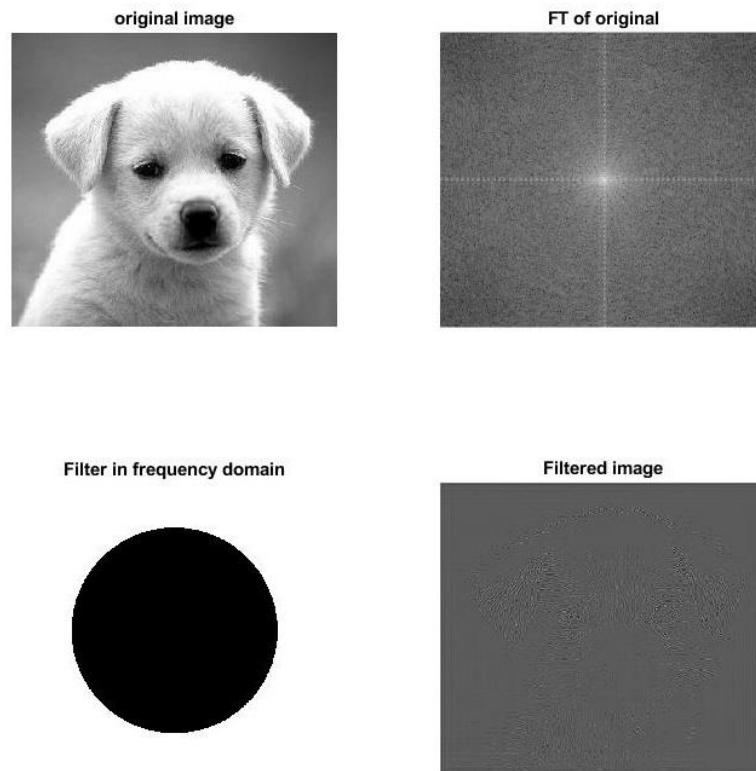 original image
FT of original
Filter in frequency domain
Filtered image